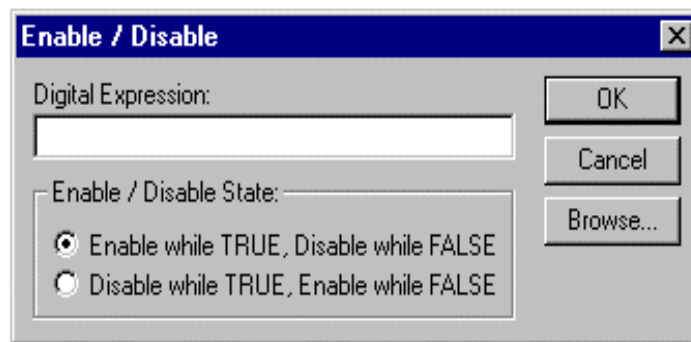 Enable / Disable
Digital Expression:
OK
Cancel
Browse...
Enable / Disable State:
Enable while TRUE, Disable while FALSE
Disable while TRUE, Enable while FALSE